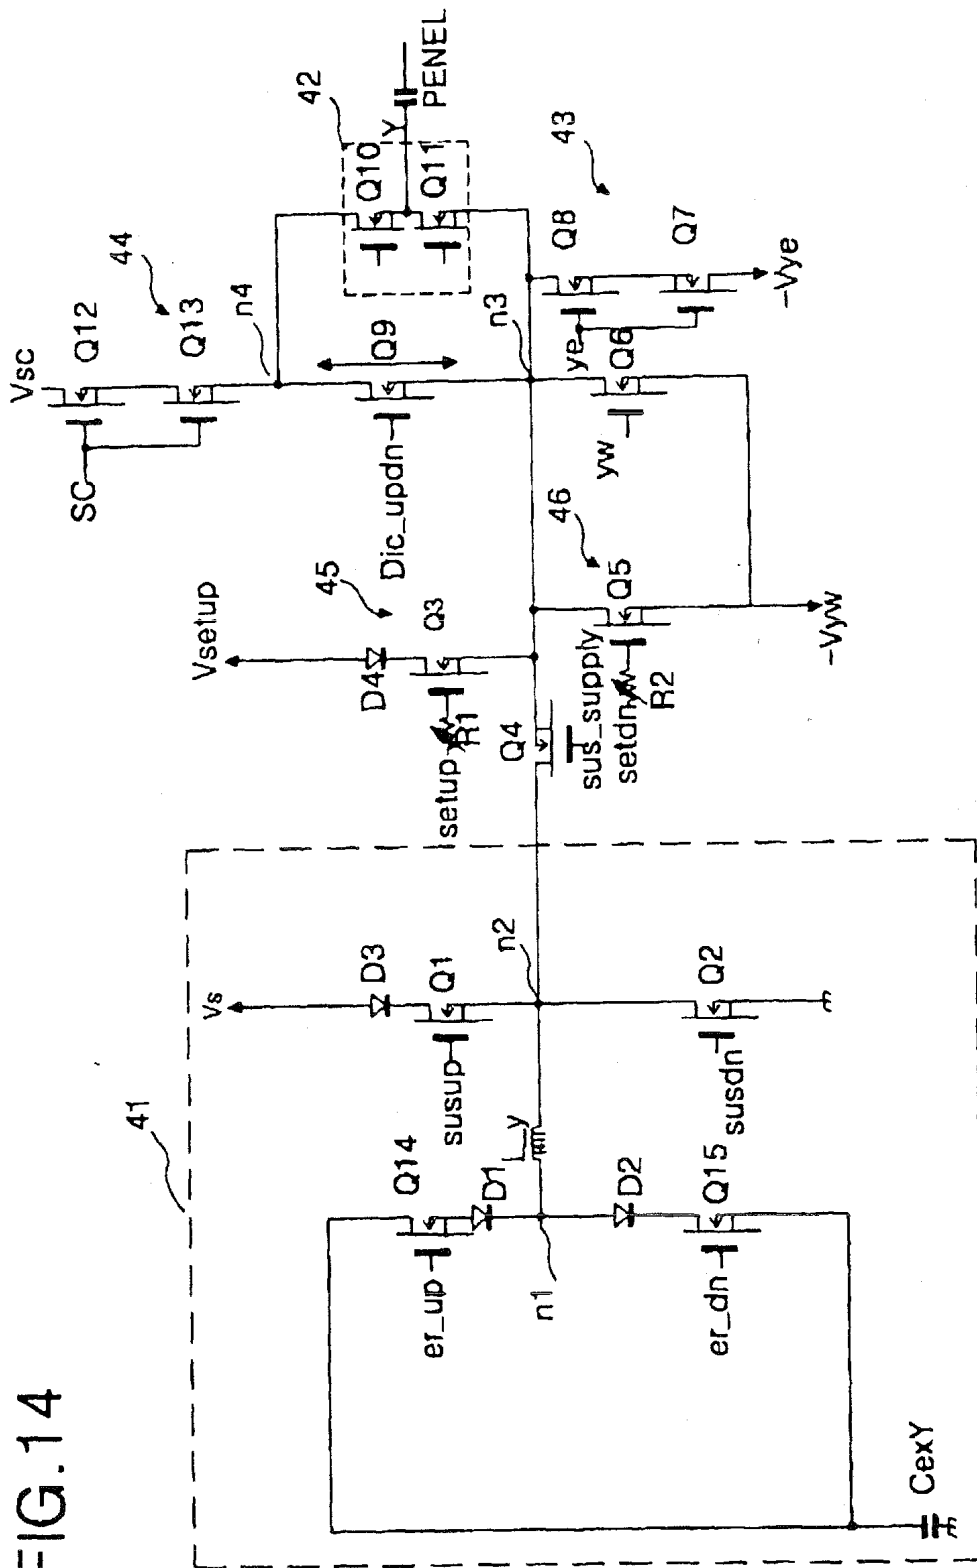 FIG.14
41
er_up
Q14
D1
n1
D2
er_dn
Q15
CexY
L_y
Vs
D3
susup
Q1
n2
susdn
Q2
Vsetup
D4
45
setup
R1
Q3
Q4
sus_supply
setdn
R2
46
Q5
-Vyw
Vsc
44
SC
Q12
Q13
n4
Dic_updn
Q9
n3
yw
Q6
42
Q10
Y
Q11
PENEL
43
ye
Q8
Q7
-Vye